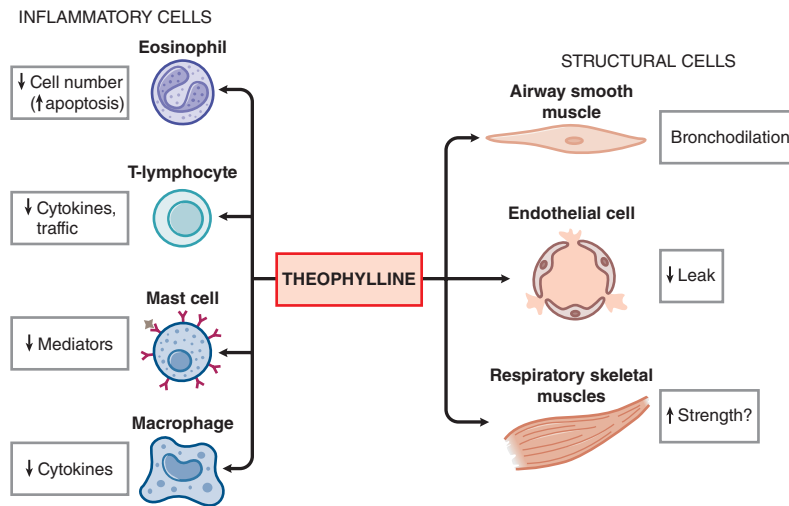 INFLAMMATORY CELLS
Eosinophil
↓ Cell number
(↑ apoptosis)
T-lymphocyte
↓ Cytokines,
traffic
Mast cell
↓ Mediators
Macrophage
↓ Cytokines
THEOPHYLLINE
STRUCTURAL CELLS
Airway smooth
muscle
Bronchodilation
Endothelial cell
↓ Leak
Respiratory skeletal
muscles
↑ Strength?